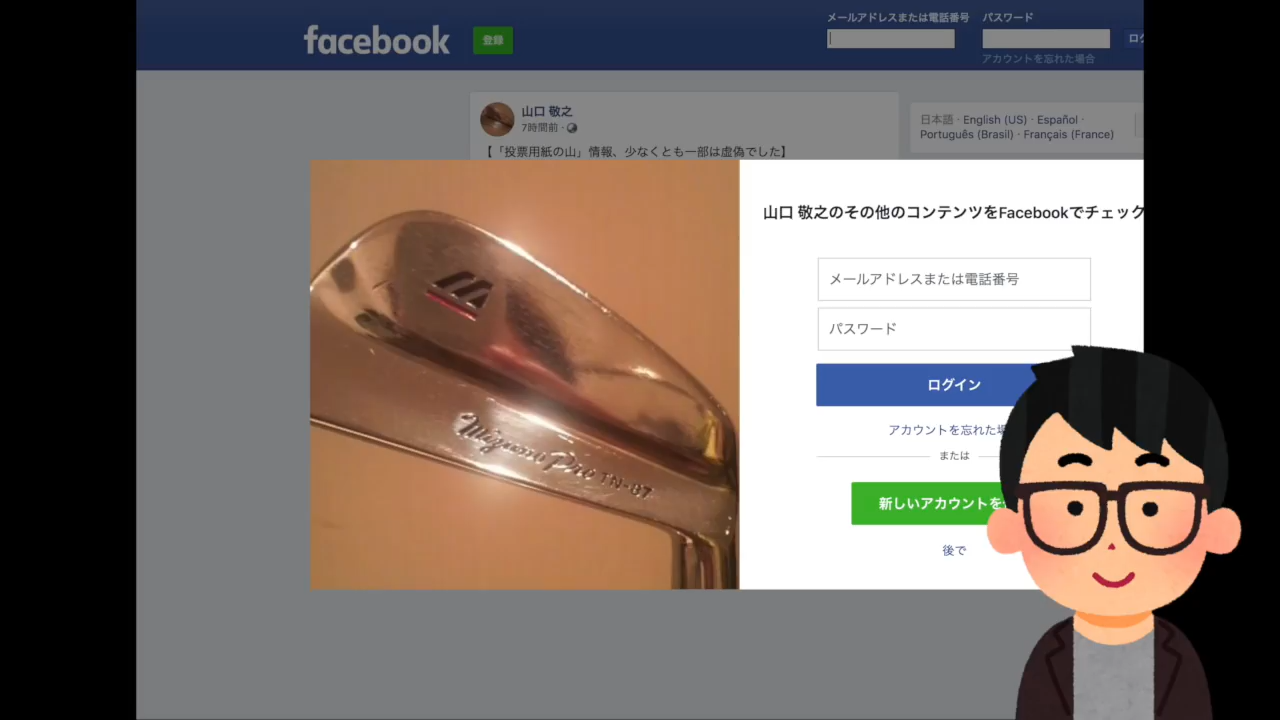 facebook
登録
メールアドレスまたは電話番号
パスワード
アカウントを忘れた場合
山口 敬之
7時間前
【「投票用紙の山」情報、少なくとも一部は虚偽でした】
日本語 · English (US) · Español ·
Português (Brasil) · Français (France)
山口 敬之のその他のコンテンツをFacebookでチェック
メールアドレスまたは電話番号
パスワード
ログイン
アカウントを忘れた
または
新しいアカウントを
後で
Mizuno Pro TN-87